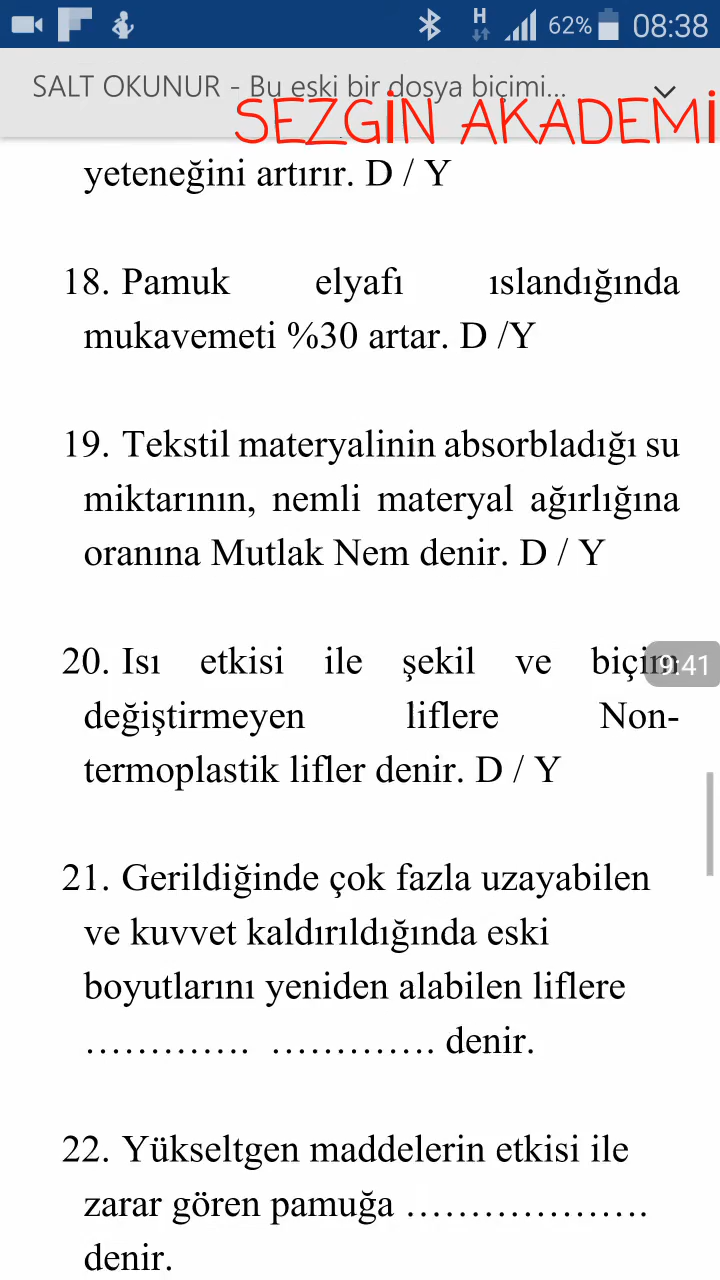 H 62% 08:38
SALT OKUNUR - Bu eski bir dosya biçimi...
SEZGİN AKADEMİ
yeteneğini artırır. D / Y
18. Pamuk elyafı ıslandığında
mukavemeti %30 artar. D /Y
19. Tekstil materyalinin absorbladığı su
miktarının, nemli materyal ağırlığına
oranına Mutlak Nem denir. D / Y
20. Isı etkisi ile şekil ve biçim
9:41
değiştirmeyen liflere Non-
termoplastik lifler denir. D / Y
21. Gerildiğinde çok fazla uzayabilen
ve kuvvet kaldırıldığında eski
boyutlarını yeniden alabilen liflere
…………. …………. denir.
22. Yükseltgen maddelerin etkisi ile
zarar gören pamuğa ……………….
denir.